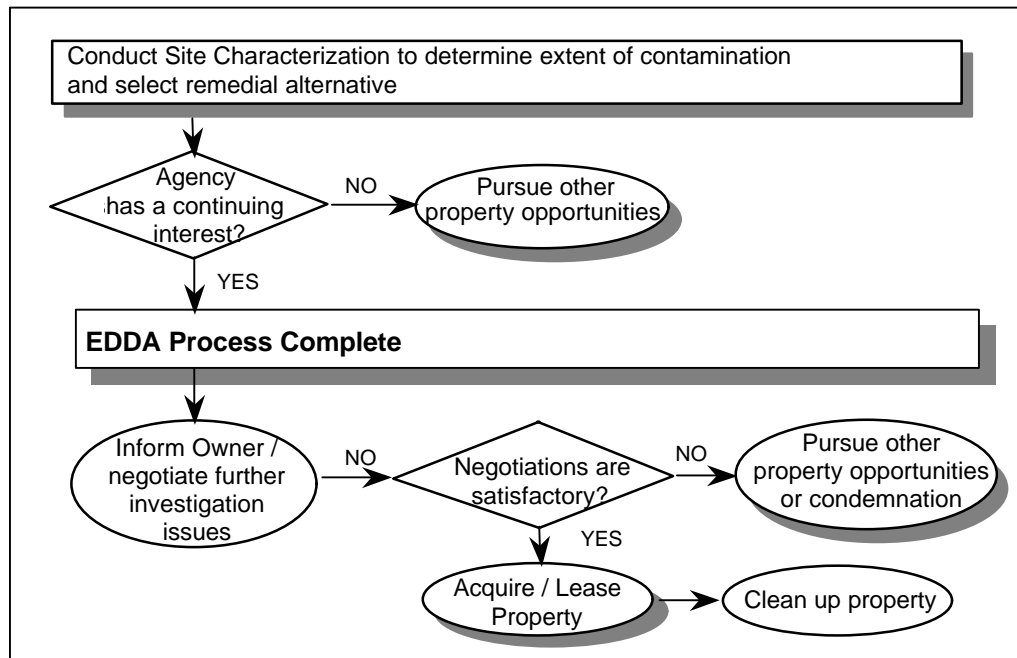 Conduct Site Characterization to determine extent of contamination
and select remedial alternative
Agency
has a continuing
interest?
NO
Pursue other
property opportunities
YES
EDDA Process Complete
Inform Owner /
negotiate further
investigation
issues
NO
Negotiations are
satisfactory?
NO
Pursue other
property opportunities
or condemnation
YES
Acquire / Lease
Property
Clean up property